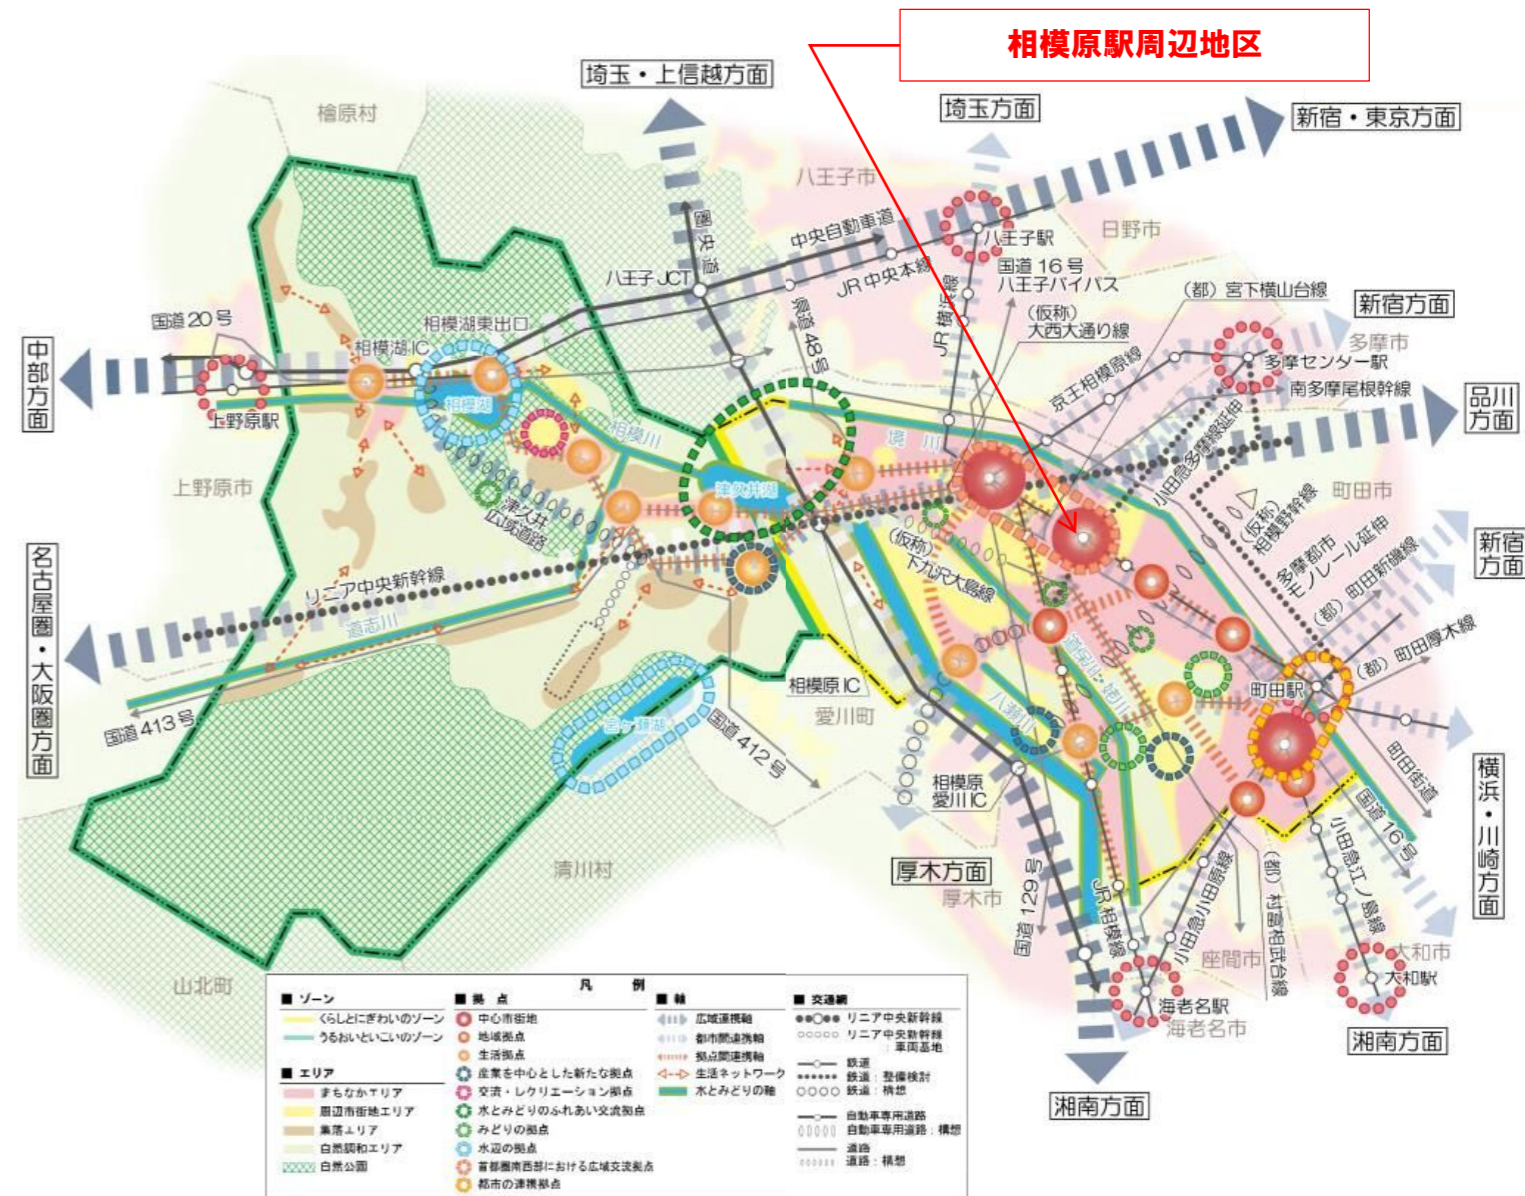 相模原駅周辺地区
埼玉・上信越方面
埼玉方面
新宿・東京方面
檜原村
八王子市
日野市
圏央道
中央自動車道
八王子駅
八王子JCT
JR中央本線
国道16号
八王子バイパス
(都)宮下横山台線
新宿方面
(仮称)
大西大通り線
国道20号
相模湖東出口
相模湖IC
県道48号
JR横浜線
多摩市
多摩センター駅
中部方面
京王相模原線
南多摩尾根幹線
品川方面
上野原駅
相模湖
相模川
境川
小田急多摩線延伸
上野原市
津久井湖
町田市
津久井
広域道路
(仮称)
相模野幹線
(仮称)
下九沢大島線
多摩都市
モノレール延伸
(都)町田新磯線
新宿方面
リニア中央新幹線
名古屋圏・大阪圏方面
道志川
道保川・姥川
(都)町田厚木線
町田駅
相模原IC
愛川町
八瀬川
宮ヶ瀬湖
国道413号
国道412号
相模原
愛川IC
町田街道
国道16号
横浜・川崎方面
清川村
厚木方面
厚木市
国道129号
JR相模線
小田急小田原線
(都)村富相武台線
小田急江ノ島線
座間市
大和市
大和駅
山北町
海老名駅
海老名市
湘南方面
湘南方面
凡例
■ ゾーン
くらしとにぎわいのゾーン
うるおいといこいのゾーン
■ エリア
まちなかエリア
周辺市街地エリア
集落エリア
自然調和エリア
自然公園
■ 拠点
中心市街地
地域拠点
生活拠点
産業を中心とした新たな拠点
交流・レクリエーション拠点
水とみどりのふれあい交流拠点
みどりの拠点
水辺の拠点
首都圏南西部における広域交流拠点
都市の連携拠点
■ 軸
広域連携軸
都市間連携軸
拠点間連携軸
生活ネットワーク
水とみどりの軸
■ 交通網
リニア中央新幹線
リニア中央新幹線
:車両基地
鉄道
鉄道:整備検討
鉄道:構想
自動車専用道路
自動車専用道路:構想
道路
道路:構想